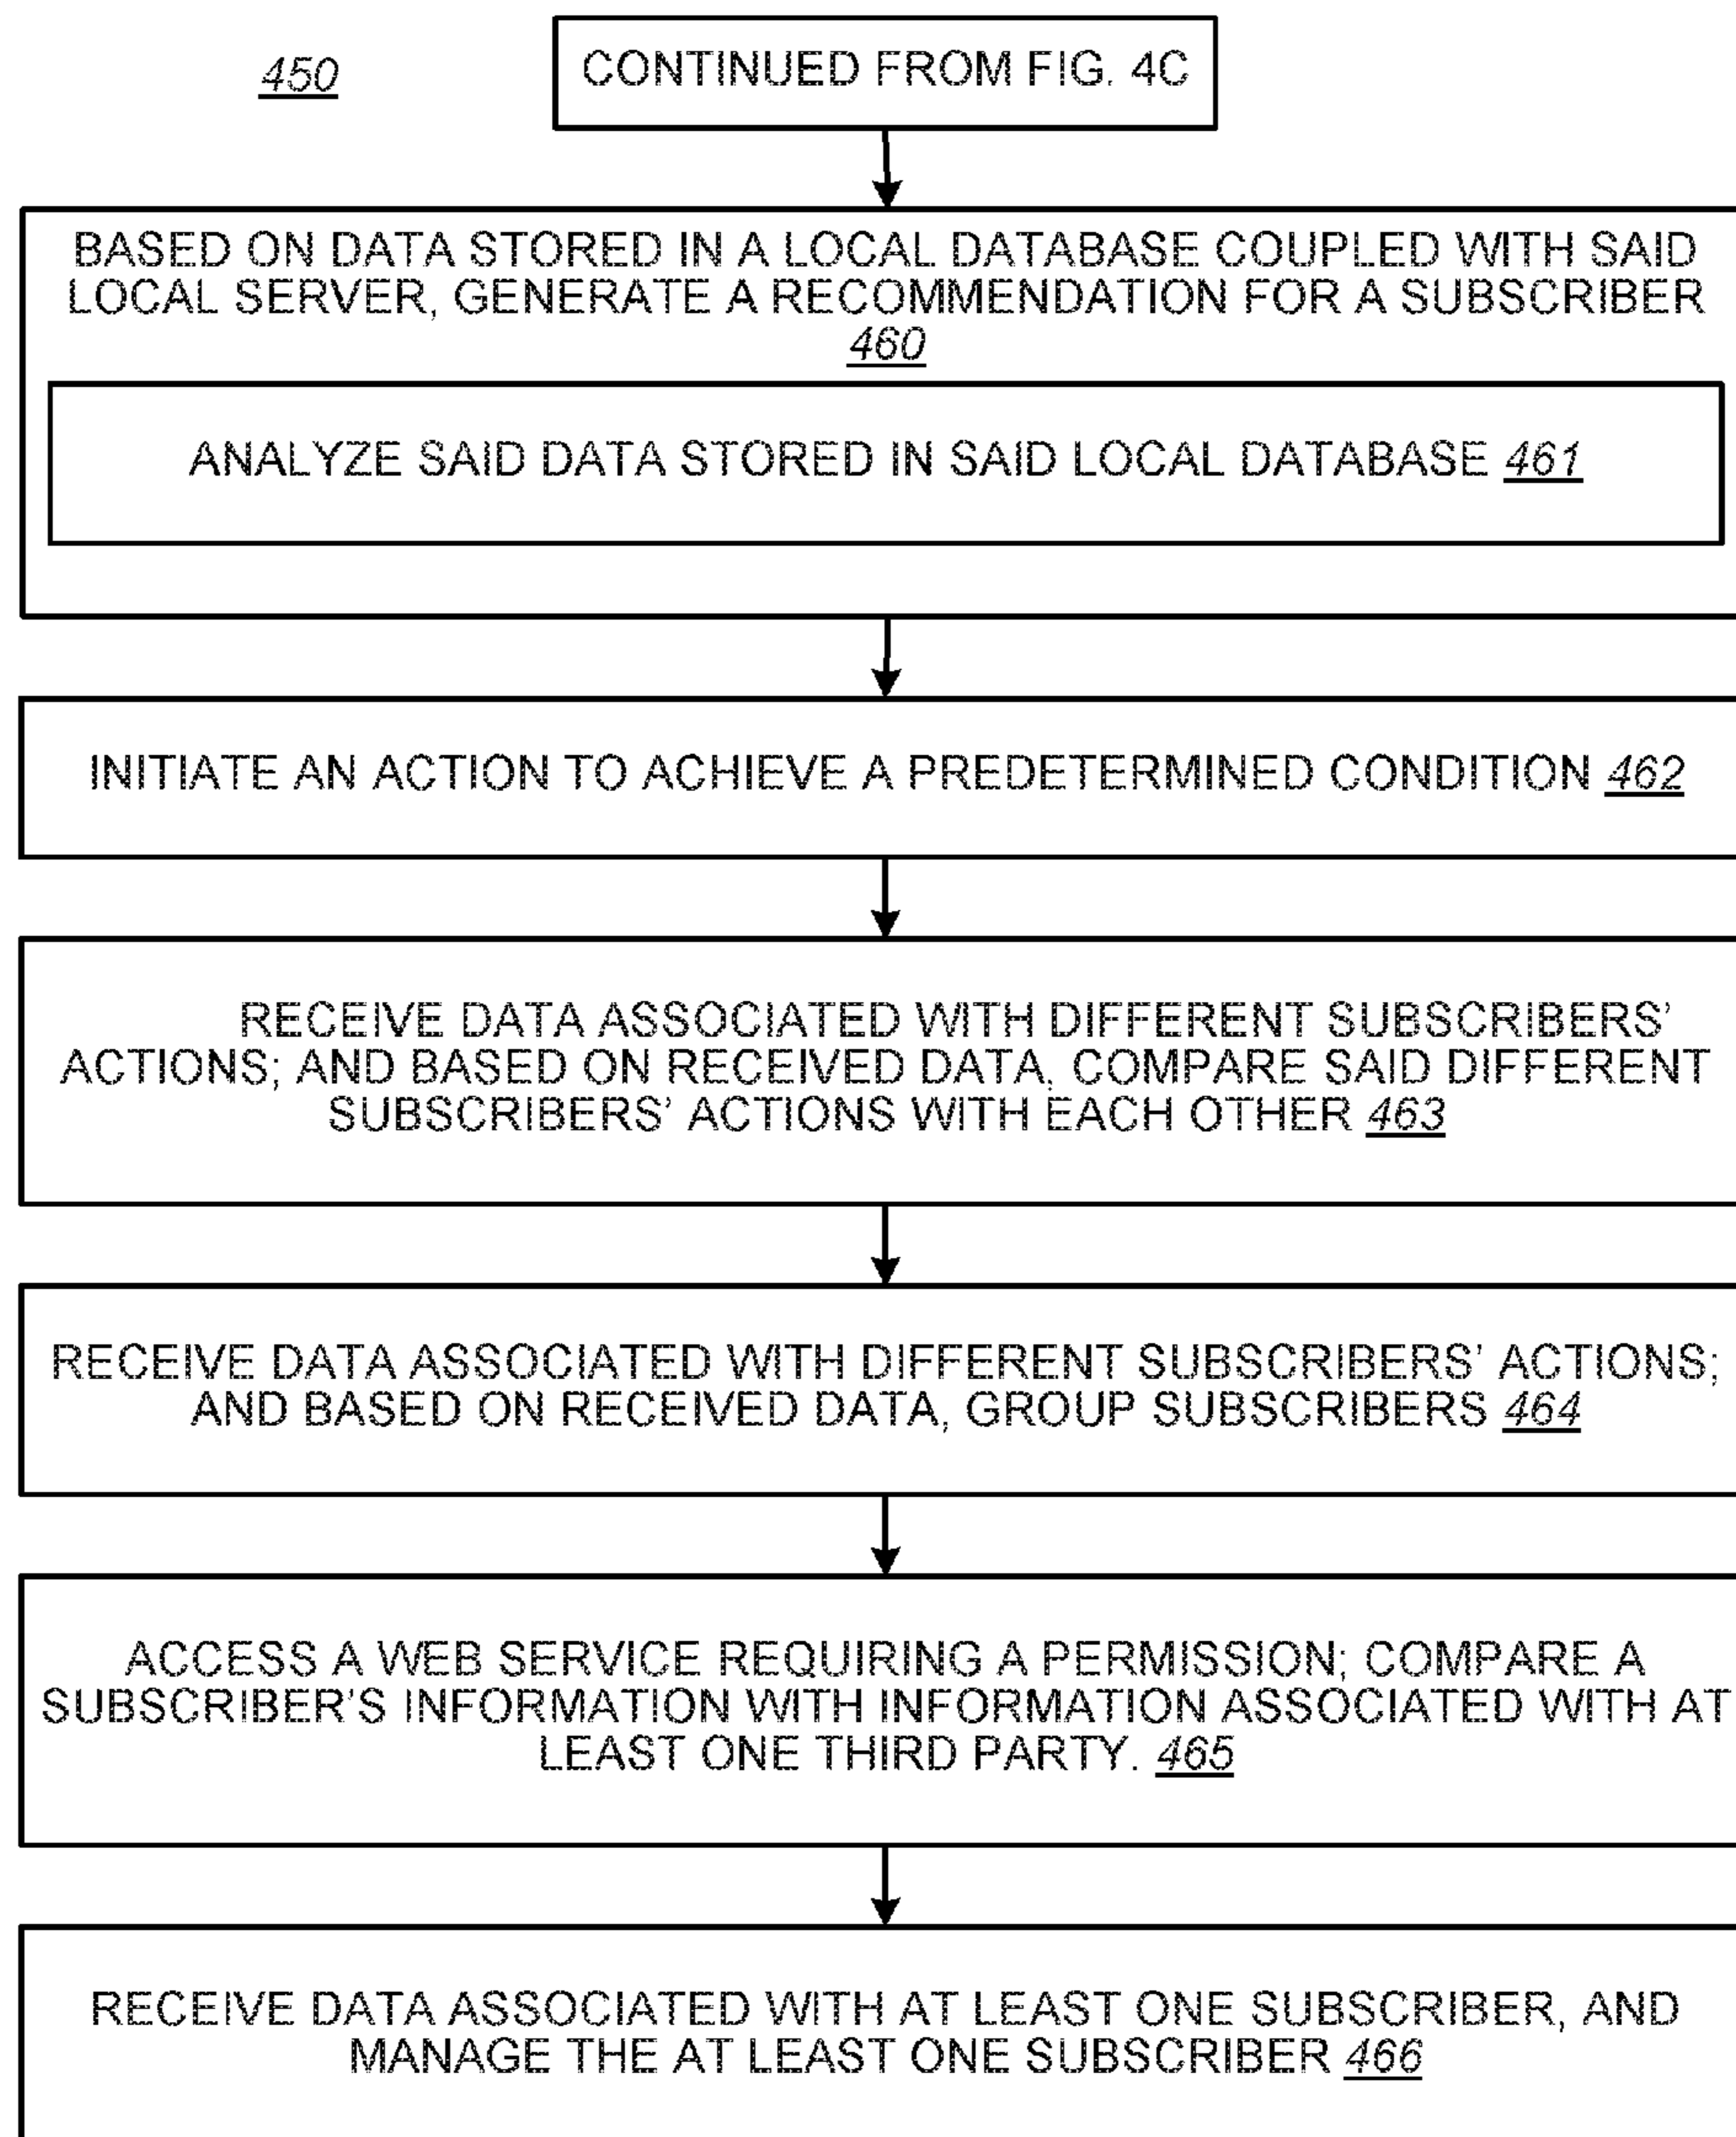 450
CONTINUED FROM FIG. 4C
BASED ON DATA STORED IN A LOCAL DATABASE COUPLED WITH SAID
LOCAL SERVER, GENERATE A RECOMMENDATION FOR A SUBSCRIBER
460
ANALYZE SAID DATA STORED IN SAID LOCAL DATABASE 461
INITIATE AN ACTION TO ACHIEVE A PREDETERMINED CONDITION 462
RECEIVE DATA ASSOCIATED WITH DIFFERENT SUBSCRIBERS’
ACTIONS; AND BASED ON RECEIVED DATA, COMPARE SAID DIFFERENT
SUBSCRIBERS’ ACTIONS WITH EACH OTHER 463
RECEIVE DATA ASSOCIATED WITH DIFFERENT SUBSCRIBERS’ ACTIONS;
AND BASED ON RECEIVED DATA, GROUP SUBSCRIBERS 464
ACCESS A WEB SERVICE REQUIRING A PERMISSION; COMPARE A
SUBSCRIBER’S INFORMATION WITH INFORMATION ASSOCIATED WITH AT
LEAST ONE THIRD PARTY. 465
RECEIVE DATA ASSOCIATED WITH AT LEAST ONE SUBSCRIBER, AND
MANAGE THE AT LEAST ONE SUBSCRIBER 466